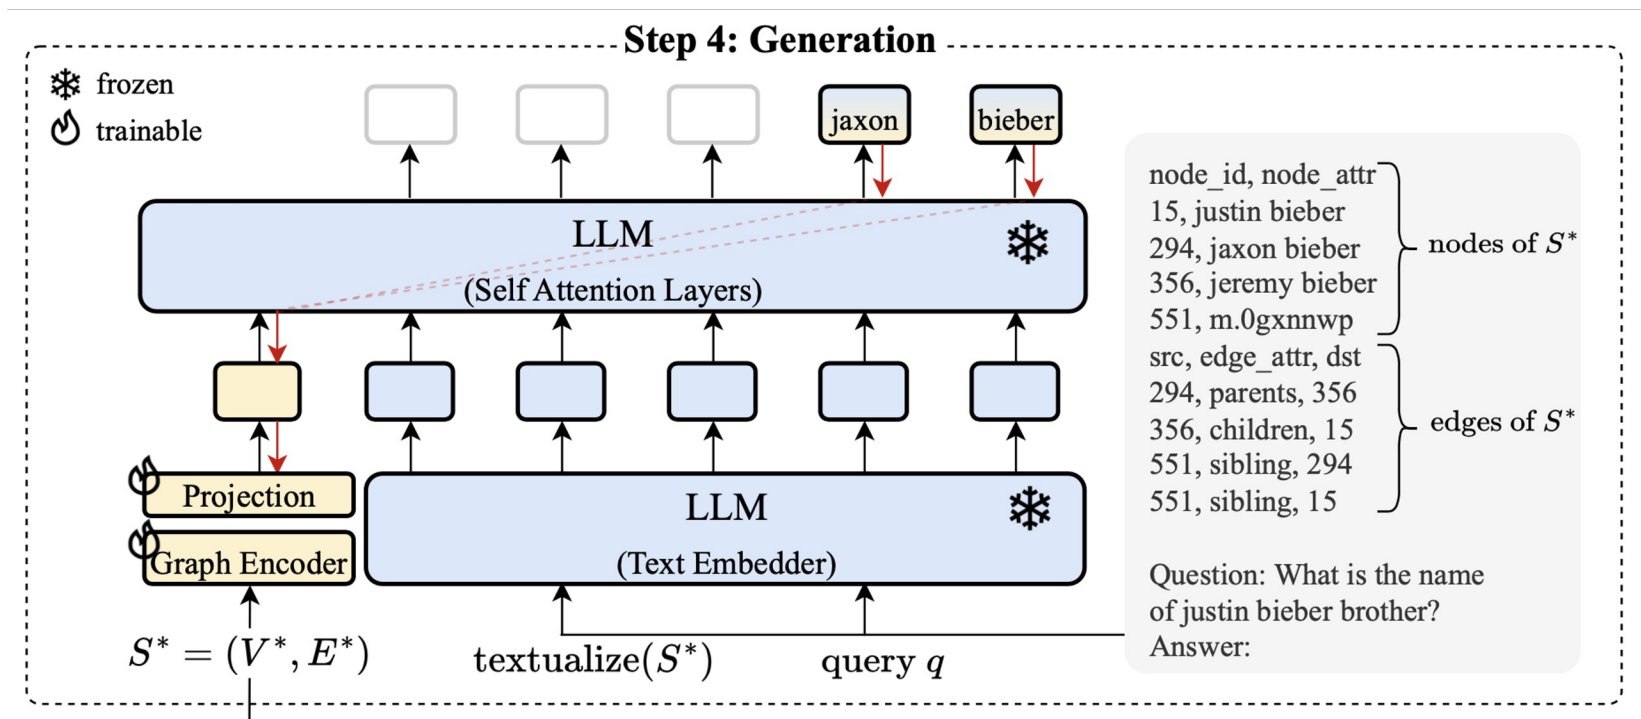 Step 4: Generation
frozen
trainable
jaxon
bieber
LLM
(Self Attention Layers)
Projection
Graph Encoder
LLM
(Text Embedder)
S* = (V*, E*)
textualize(S*)
query q
node_id, node_attr
15, justin bieber
294, jaxon bieber
356, jeremy bieber
551, m.0gxnnwp
nodes of S*
src, edge_attr, dst
294, parents, 356
356, children, 15
551, sibling, 294
551, sibling, 15
edges of S*
Question: What is the name
of justin bieber brother?
Answer: